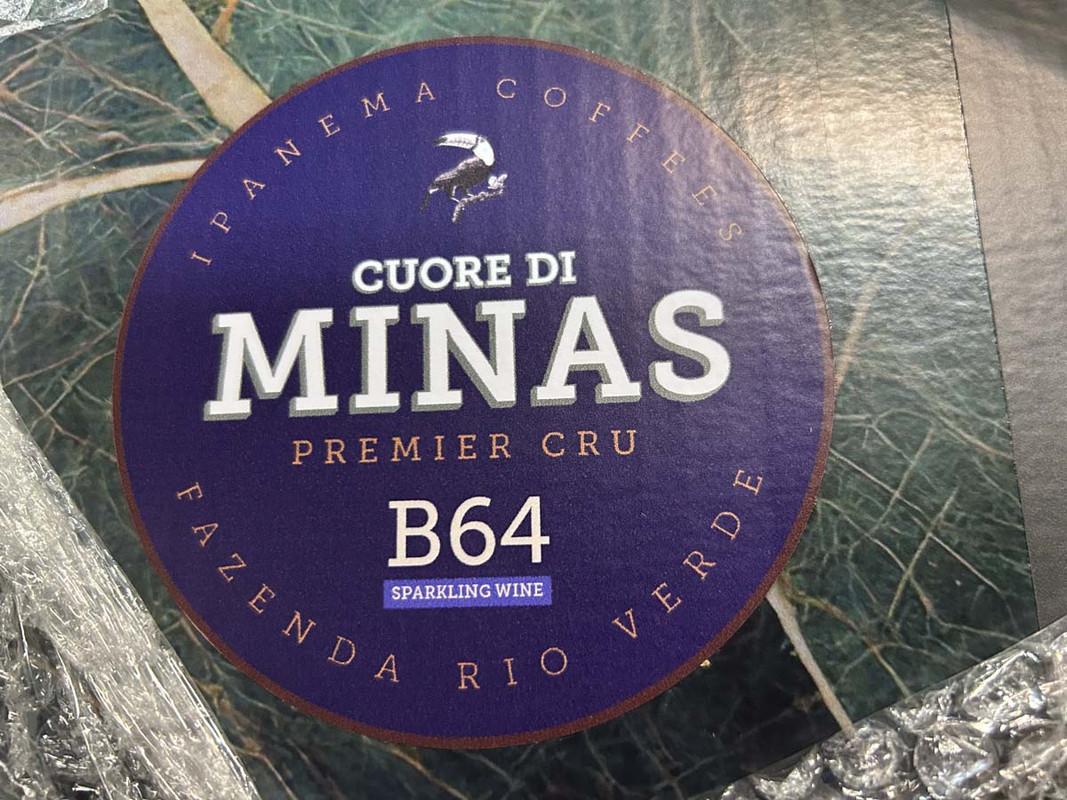 IPANEMA COFFEES
CUORE DI
MINAS
PREMIER CRU
B64
SPARKLING WINE
FAZENDA RIO VERDE